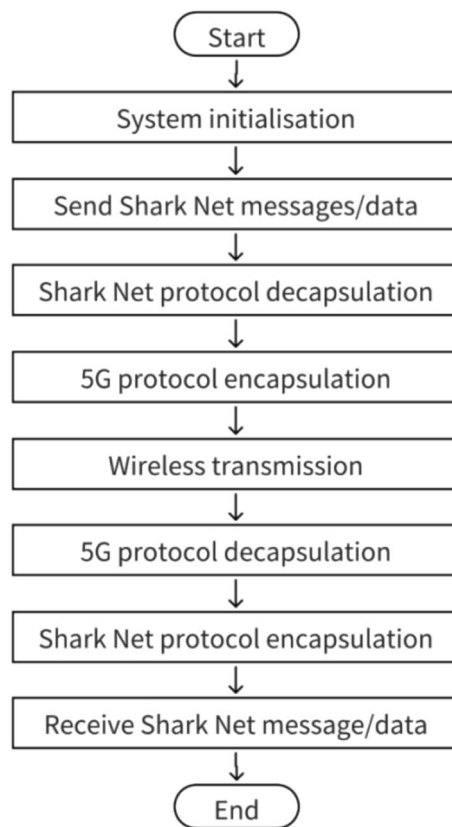 Start
System initialisation
Send Shark Net messages/data
Shark Net protocol decapsulation
5G protocol encapsulation
Wireless transmission
5G protocol decapsulation
Shark Net protocol encapsulation
Receive Shark Net message/data
End